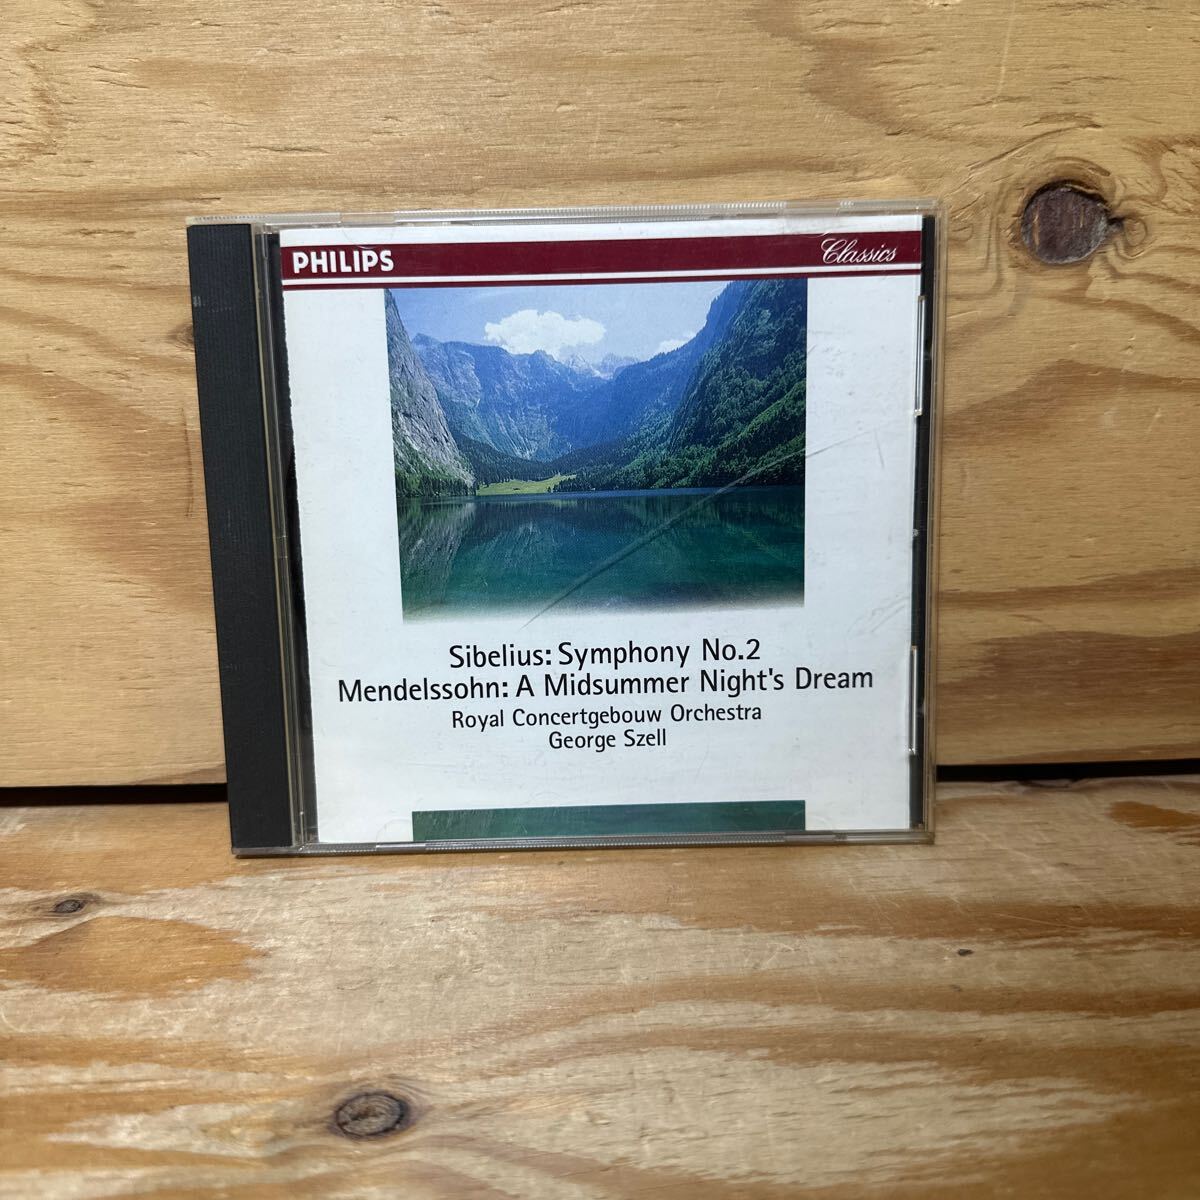 PHILIPS
Classics
Sibelius: Symphony No.2
Mendelssohn: A Midsummer Night's Dream
Royal Concertgebouw Orchestra
George Szell